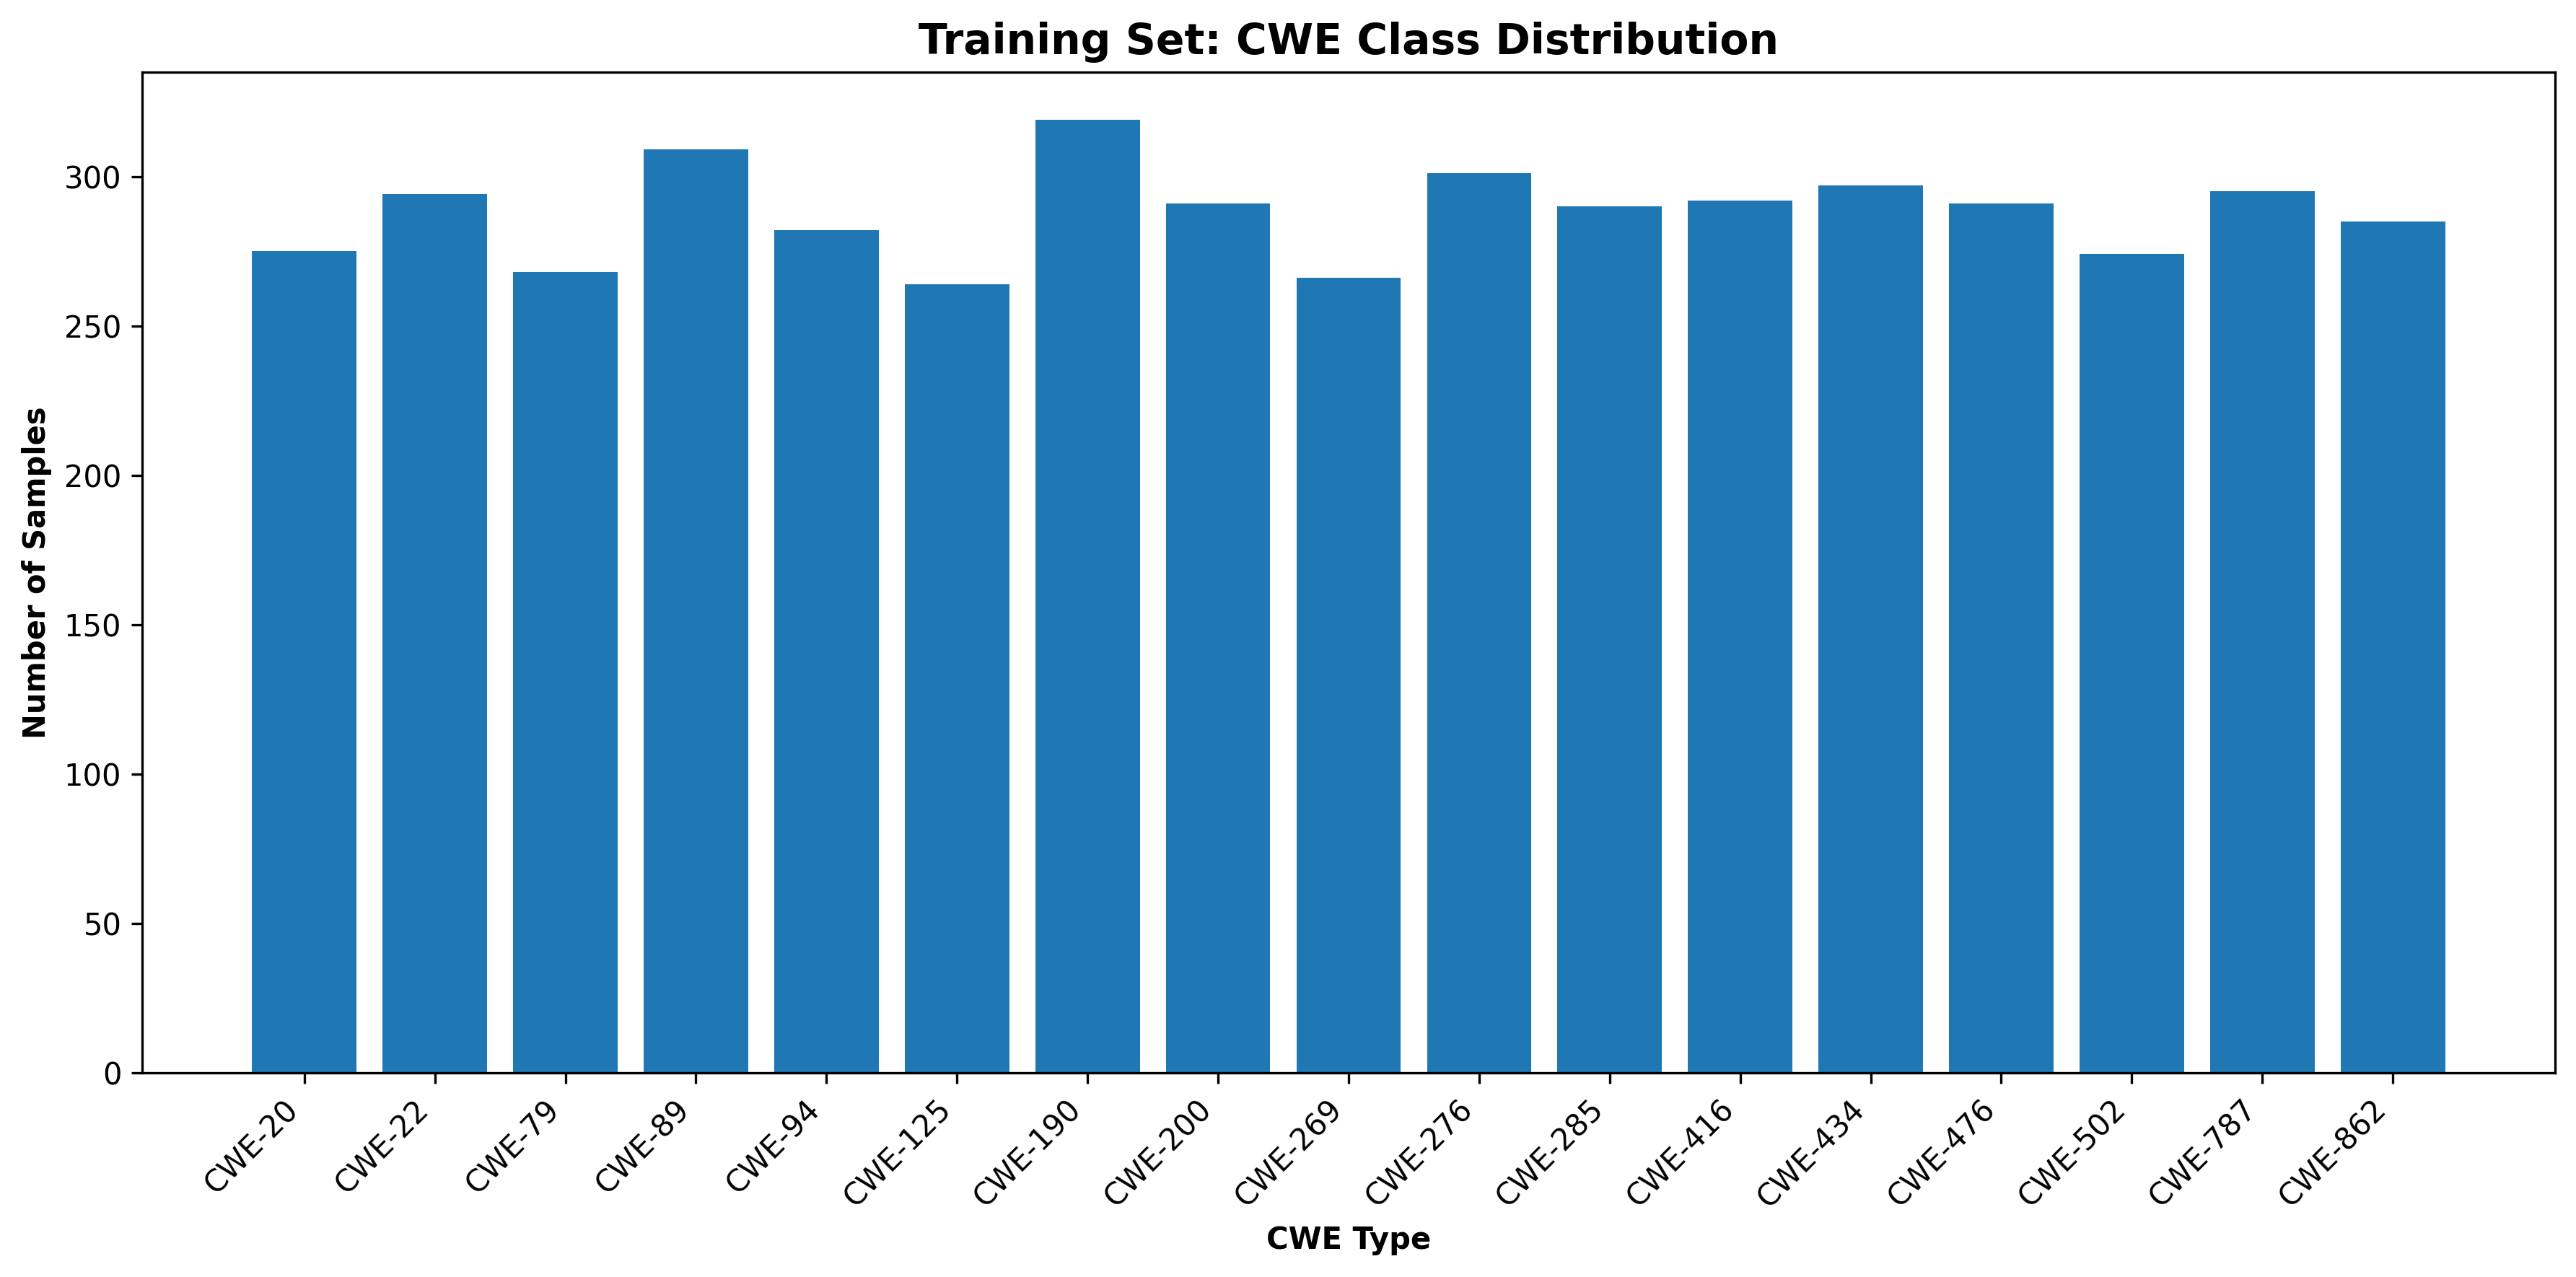 Training Set: CWE Class Distribution
Number of Samples
300
250
200
150
100
50
0
CWE-20
CWE-22
CWE-79
CWE-89
CWE-94
CWE-125
CWE-190
CWE-200
CWE-269
CWE-276
CWE-285
CWE-416
CWE-434
CWE-476
CWE-502
CWE-787
CWE-862
CWE Type